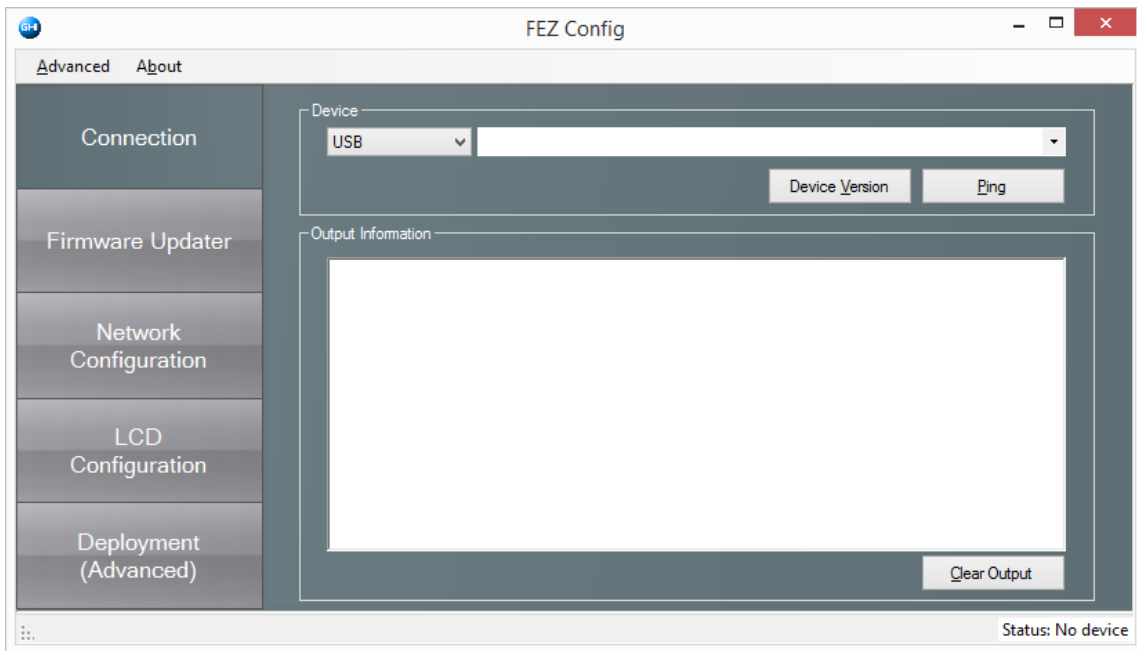 GHI
FEZ Config
Advanced About
Connection
Firmware Updater
Network
Configuration
LCD
Configuration
Deployment
(Advanced)
Device
USB
Device Version Ping
Output Information
Clear Output
Status: No device